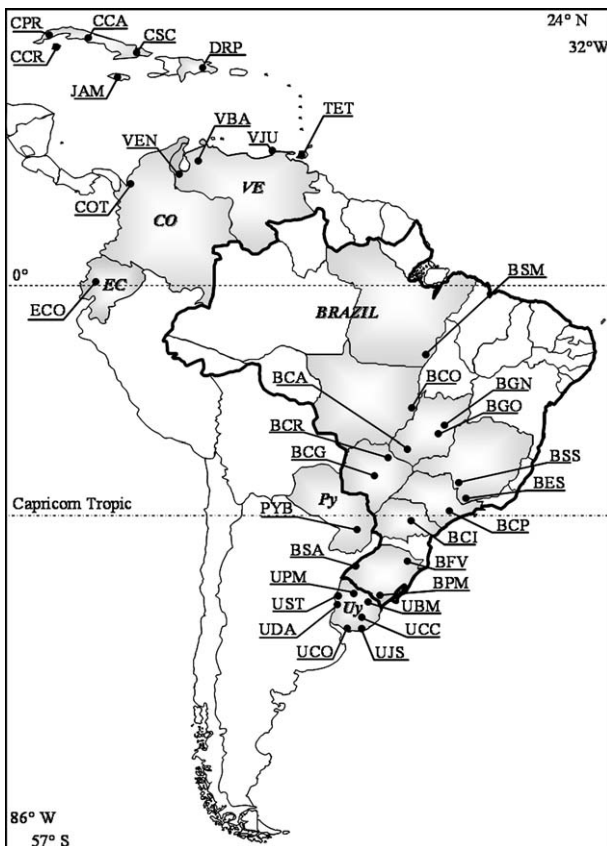 CPR
CCA
CSC
CCR
DRP
JAM
24° N
32°W
VEN
VBA
VJU
TET
COT
VE
CO
0°
EC
ECO
BRAZIL
BSM
BCA
BCO
BGN
BGO
BCR
BCG
BSS
BES
Capricorn Tropic
Py
PYB
BCP
BCI
BSA
BFV
UPM
BPM
UST
Uy
UBM
UDA
UCC
UCO
UJS
86° W
57° S